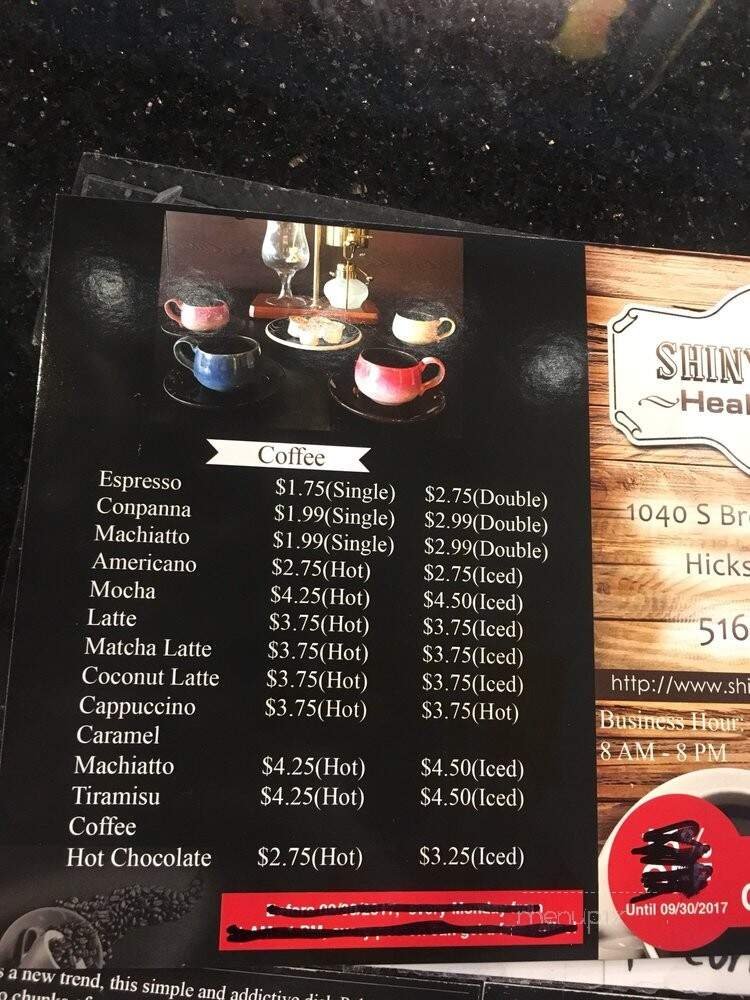 Coffee
Espresso $1.75(Single) $2.75(Double)
Conpanna $1.99(Single) $2.99(Double)
Machiatto $1.99(Single) $2.99(Double)
Americano $2.75(Hot) $2.75(Iced)
Mocha $4.25(Hot) $4.50(Iced)
Latte $3.75(Hot) $3.75(Iced)
Matcha Latte $3.75(Hot) $3.75(Iced)
Coconut Latte $3.75(Hot) $3.75(Iced)
Cappuccino $3.75(Hot) $3.75(Hot)
Caramel
Machiatto $4.25(Hot) $4.50(Iced)
Tiramisu $4.25(Hot) $4.50(Iced)
Coffee
Hot Chocolate $2.75(Hot) $3.25(Iced)
SHINY
~Heal
1040 S Br
Hicks
516
http://www.shi
Business Hour:
8 AM - 8 PM
Until 09/30/2017
menup
s a new trend, this simple and addictive